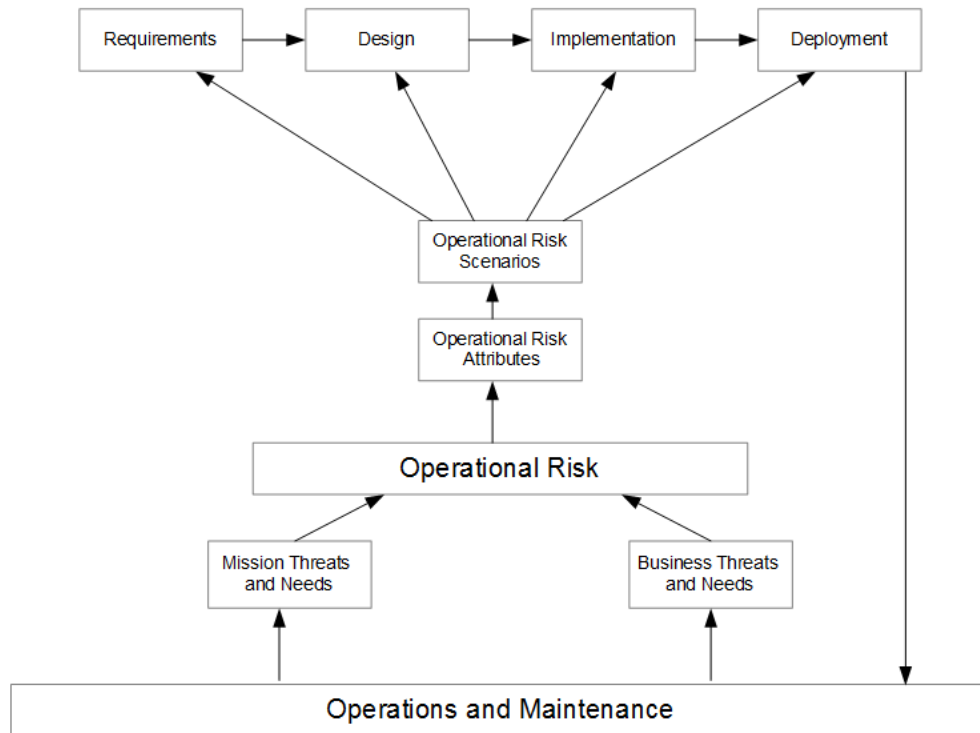 Requirements
Design
Implementation
Deployment
Operational Risk
Scenarios
Operational Risk
Attributes
Operational Risk
Mission Threats
and Needs
Business Threats
and Needs
Operations and Maintenance